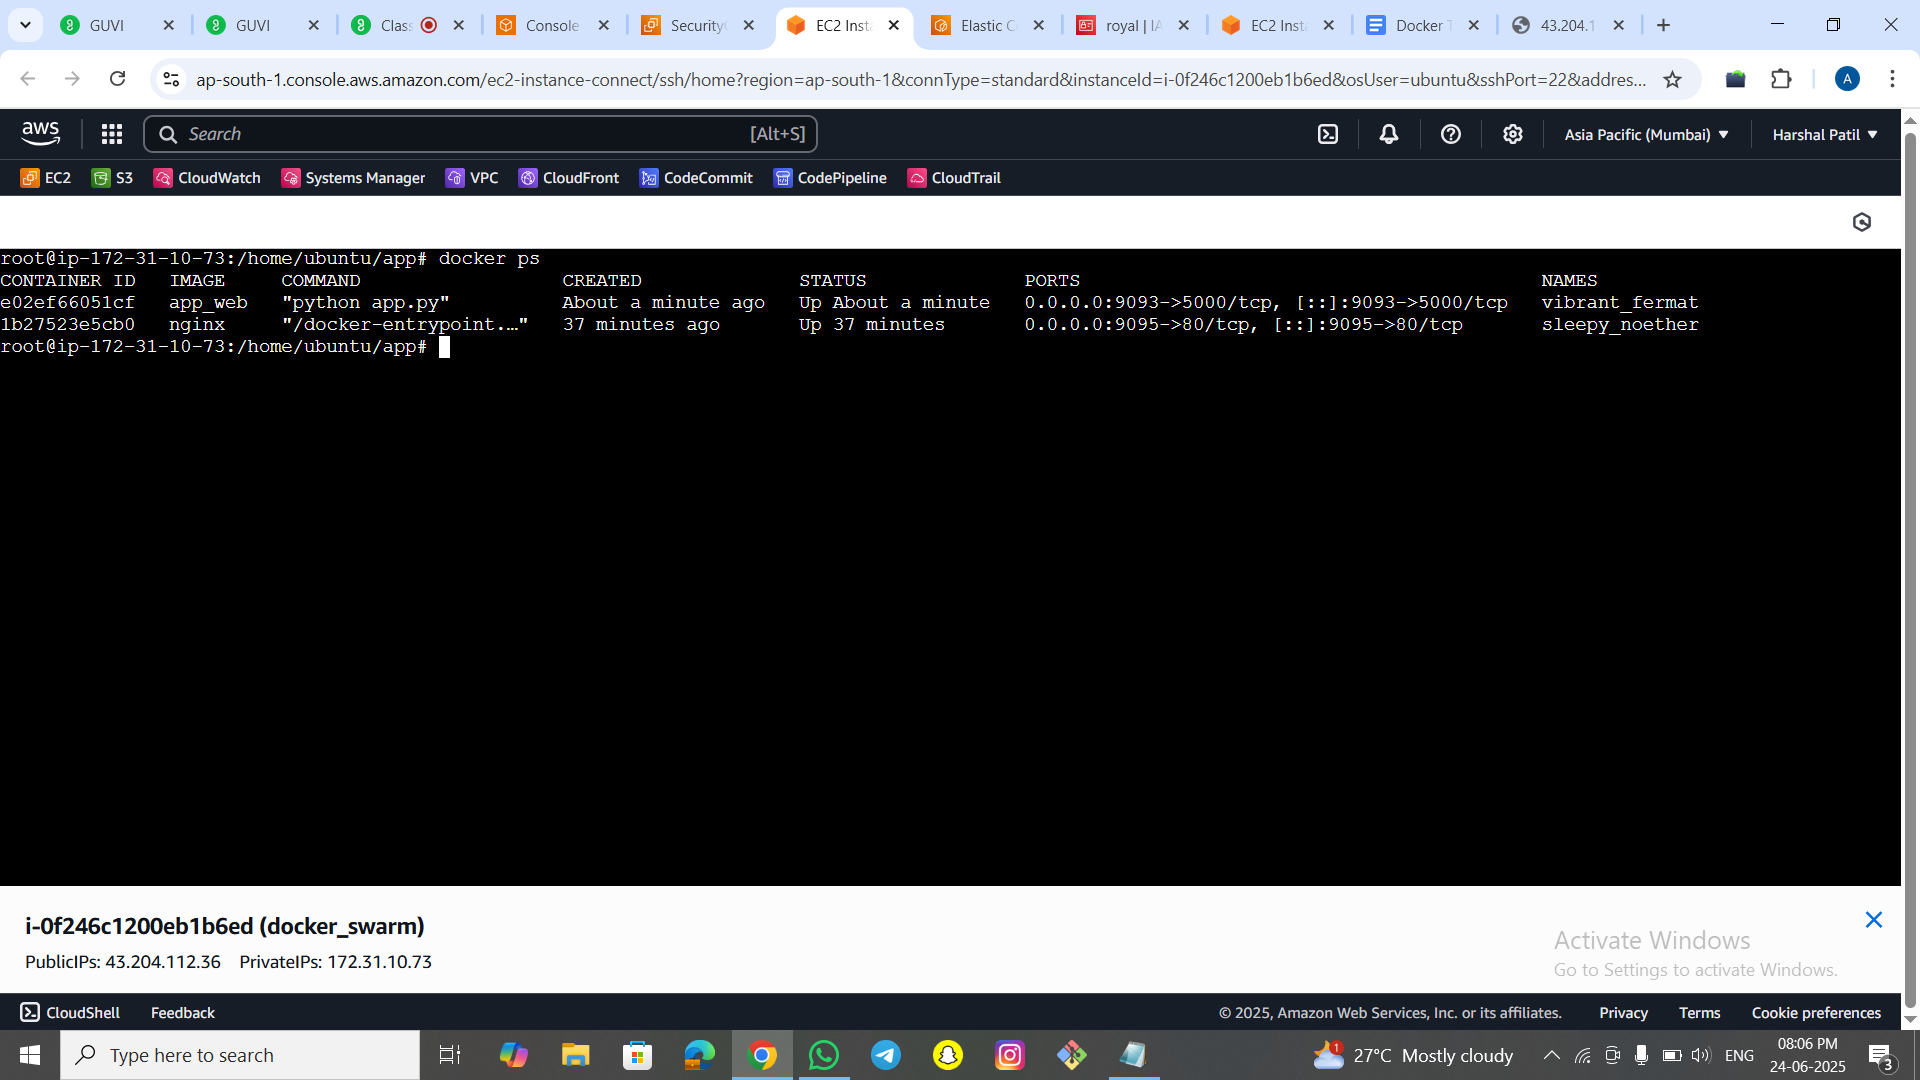 GUVI
GUVI
Class
Console
Security
EC2 Insta
Elastic C
royal | IA
EC2 Insta
Docker T
43.204.1
ap-south-1.console.aws.amazon.com/ec2-instance-connect/ssh/home?region=ap-south-1&connType=standard&instanceId=i-0f246c1200eb1b6ed&osUser=ubuntu&sshPort=22&addres...
A
aws
Search
[Alt+S]
Asia Pacific (Mumbai)
Harshal Patil
EC2
S3
CloudWatch
Systems Manager
VPC
CloudFront
CodeCommit
CodePipeline
CloudTrail
root@ip-172-31-10-73:/home/ubuntu/app# docker ps
CONTAINER ID IMAGE COMMAND CREATED STATUS PORTS NAMES
e02ef66051cf app_web "python app.py" About a minute ago Up About a minute 0.0.0.0:9093->5000/tcp, [::]:9093->5000/tcp vibrant_fermat
1b27523e5cb0 nginx "/docker-entrypoint.…" 37 minutes ago Up 37 minutes 0.0.0.0:9095->80/tcp, [::]:9095->80/tcp sleepy_noether
root@ip-172-31-10-73:/home/ubuntu/app#
i-0f246c1200eb1b6ed (docker_swarm)
PublicIPs: 43.204.112.36 PrivateIPs: 172.31.10.73
Activate Windows
Go to Settings to activate Windows.
CloudShell
Feedback
© 2025, Amazon Web Services, Inc. or its affiliates.
Privacy
Terms
Cookie preferences
Type here to search
1
27°C Mostly cloudy
ENG
08:06 PM
24-06-2025
3